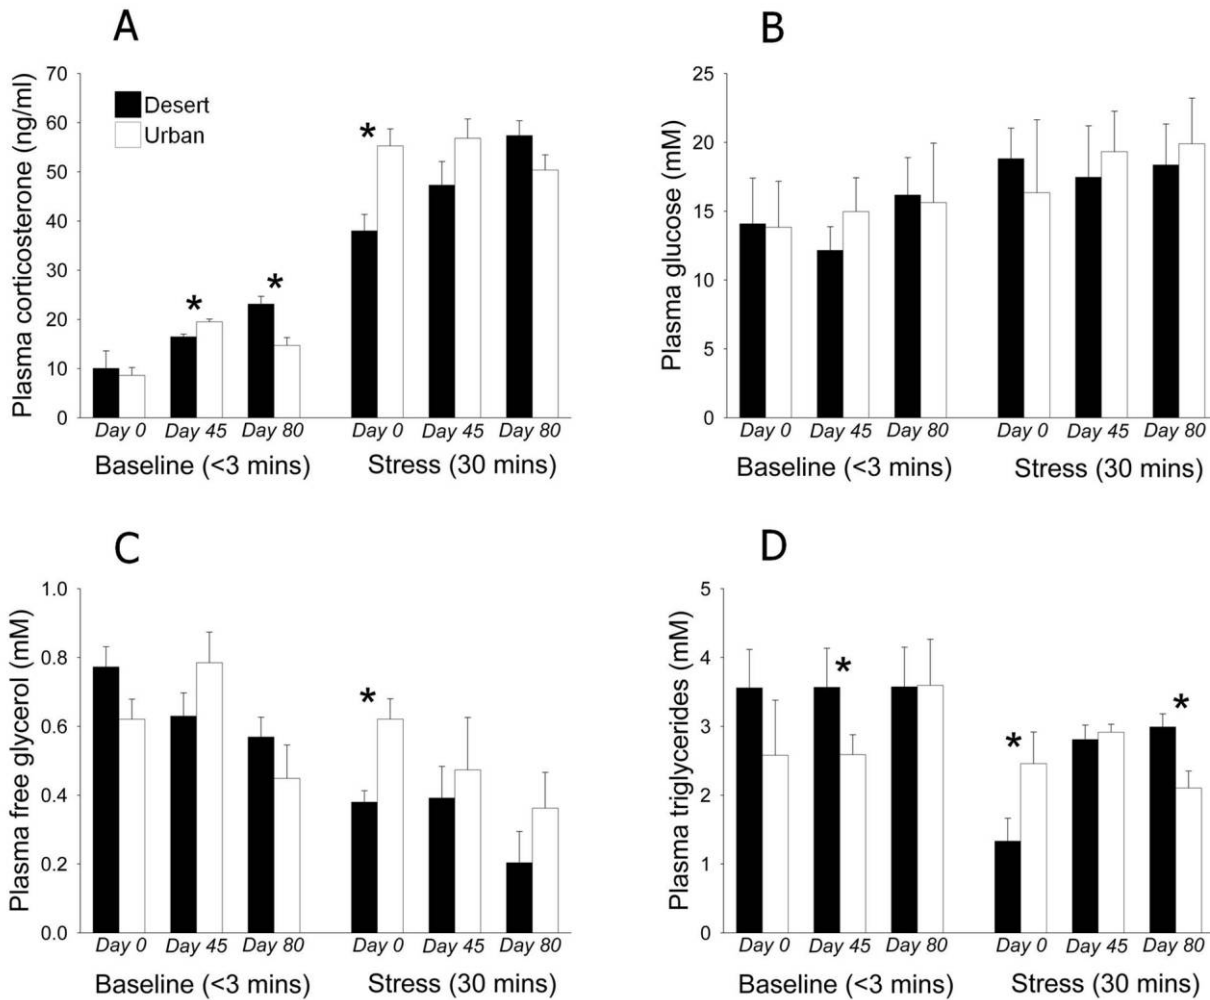 A
Plasma corticosterone (ng/ml)
70
60
50
40
30
20
10
0
Desert
Urban
*
*
*
Day 0 Day 45 Day 80 Day 0 Day 45 Day 80
Baseline (<3 mins) Stress (30 mins)
B
Plasma glucose (mM)
25
20
15
10
5
0
Day 0 Day 45 Day 80 Day 0 Day 45 Day 80
Baseline (<3 mins) Stress (30 mins)
C
Plasma free glycerol (mM)
1.0
0.8
0.6
0.4
0.2
0.0
*
Day 0 Day 45 Day 80 Day 0 Day 45 Day 80
Baseline (<3 mins) Stress (30 mins)
D
Plasma triglycerides (mM)
5
4
3
2
1
0
*
*
*
Day 0 Day 45 Day 80 Day 0 Day 45 Day 80
Baseline (<3 mins) Stress (30 mins)